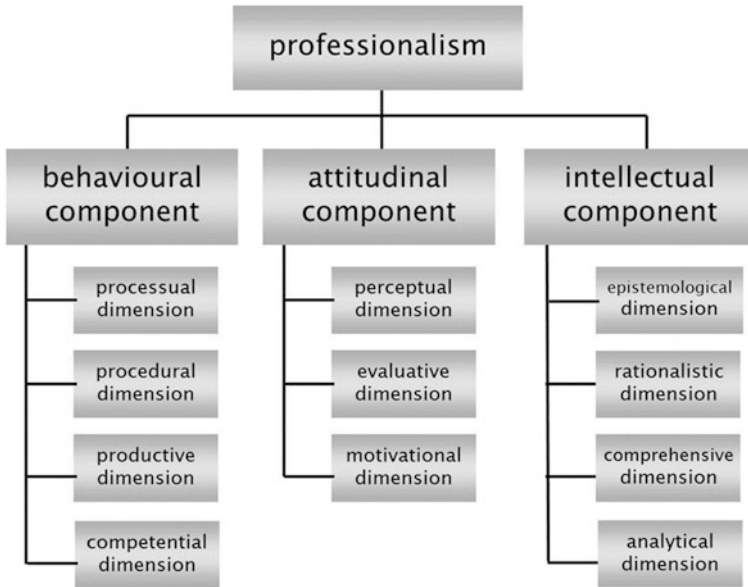 professionalism
behavioural
component
processual
dimension
procedural
dimension
productive
dimension
competential
dimension
attitudinal
component
perceptual
dimension
evaluative
dimension
motivational
dimension
intellectual
component
epistemological
dimension
rationalistic
dimension
comprehensive
dimension
analytical
dimension